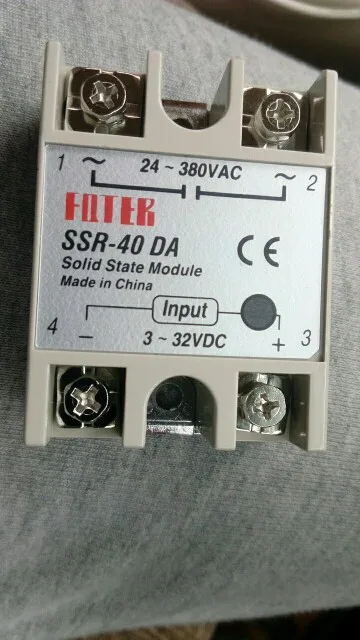 1 ~ 24 ~ 380VAC ~ 2
FUTEK
SSR-40 DA CE
Solid State Module
Made in China
Input
4 - 3 ~ 32VDC + 3